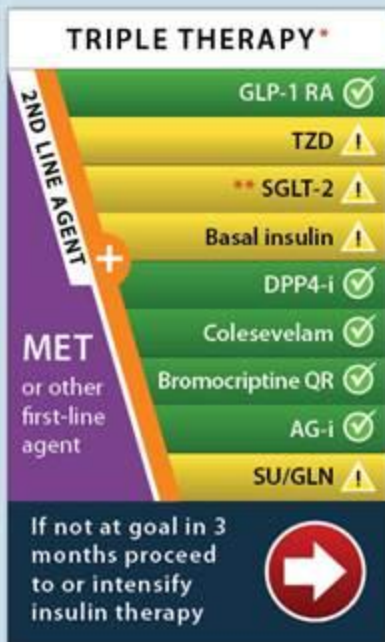 TRIPLE THERAPY*
2ND LINE AGENT
+
GLP-1 RA
TZD
** SGLT-2
Basal insulin
DPP4-i
Colesevelam
Bromocriptine QR
AG-i
SU/GLN
MET
or other
first-line
agent
If not at goal in 3
months proceed
to or intensify
insulin therapy